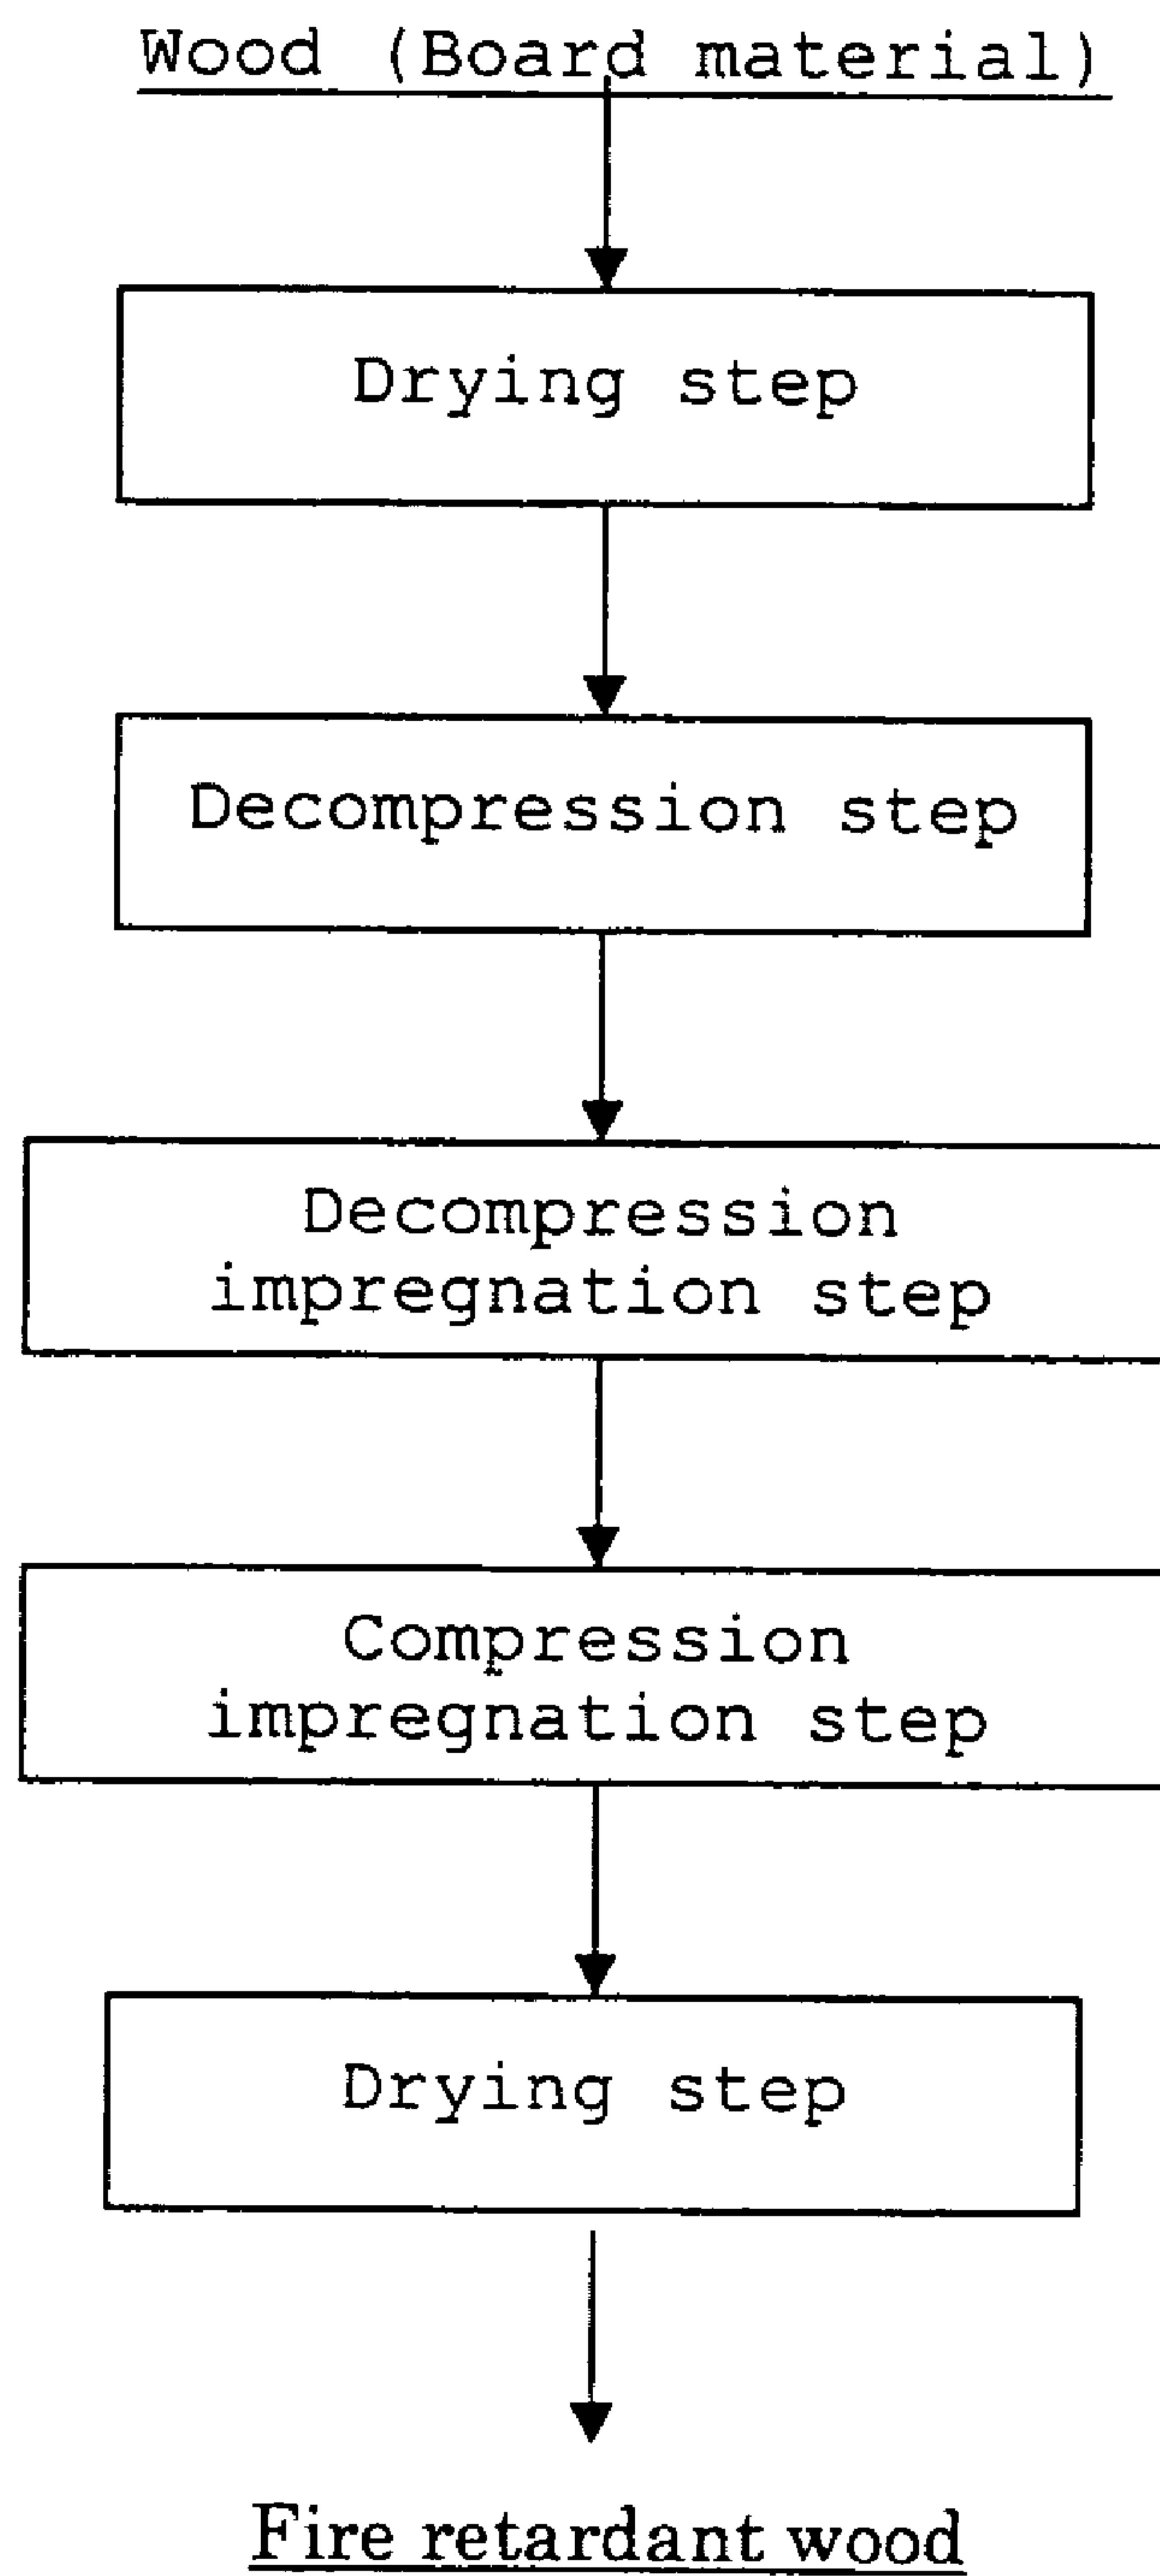 Wood (Board material)
Drying step
Decompression step
Decompression
impregnation step
Compression
impregnation step
Drying step
Fire retardant wood